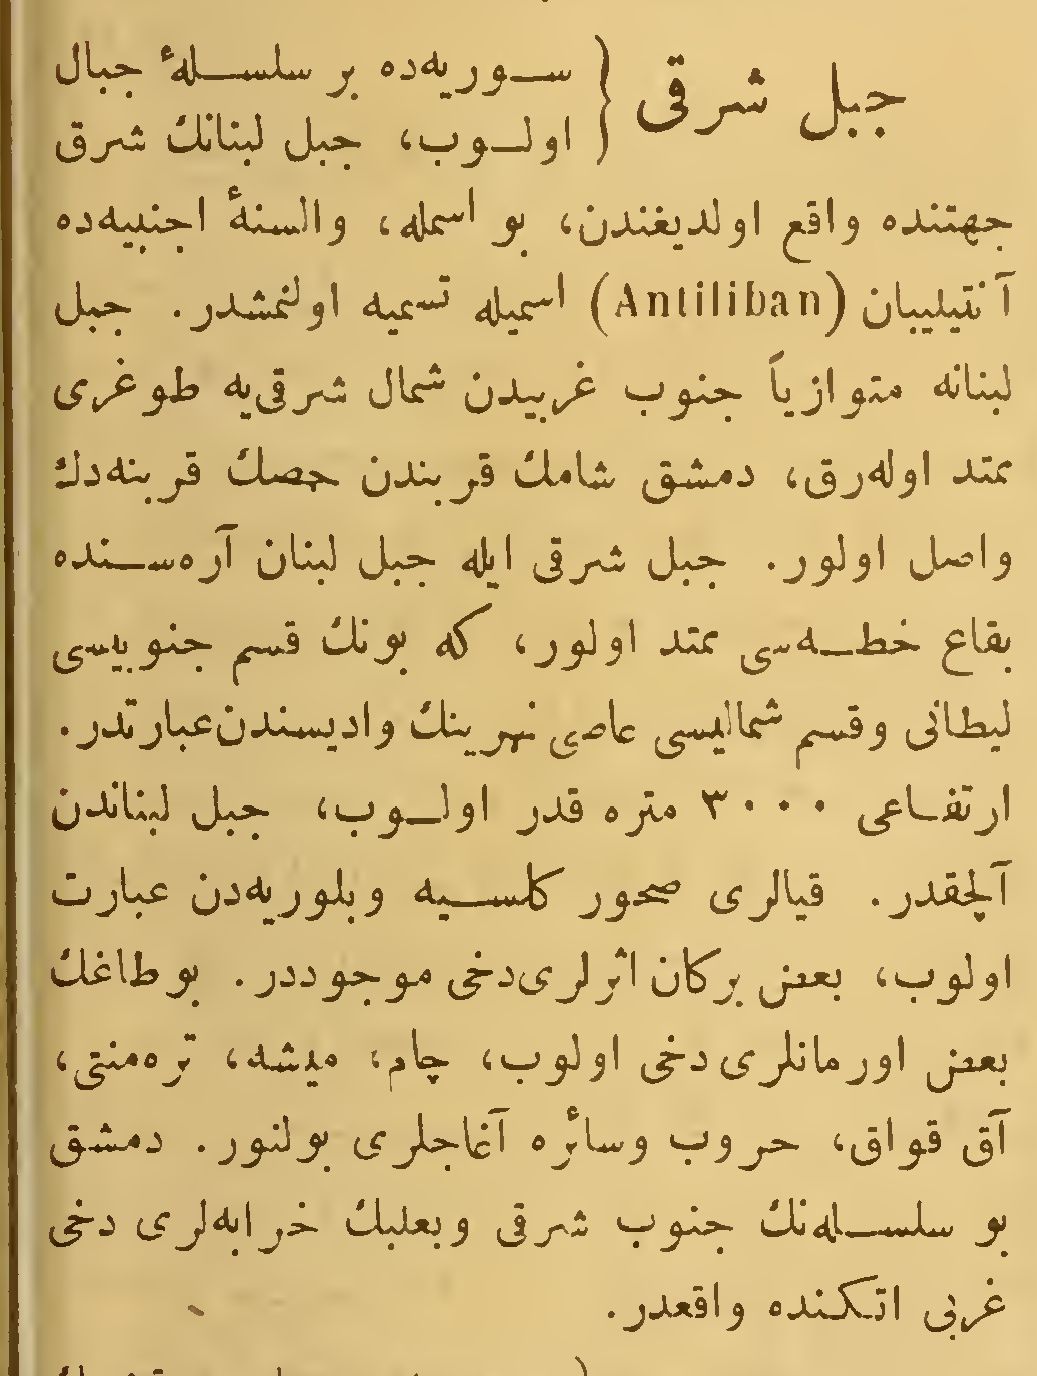 جبل شرقی { سوریه‌ده بر سلسلهٔ جبال
اولوب، جبل لبنانڭ شرق
جهتنده واقع اولدیغندن، بو اسمله، والسنهٔ اجنبیه‌ده
آنتیلیبان (Antiliban) اسمیله تسمیه اولنمشدر. جبل
لبنانه متوازیاً جنوب غربیدن شمال شرقی‌یه طوغری
ممتد اوله‌رق، دمشق شامڭ قربندن حمصڭ قربنه‌دك
واصل اولور. جبل شرقی ایله جبل لبنان آره‌سنده
بقاع خطه‌سی ممتد اولور، که بونڭ قسم جنوبیسی
لیطانی وقسم شمالیسی عاصی نهرینڭ وادیسندن عبارتدر.
ارتفاعی ۳۰۰۰ متره قدر اولوب، جبل لبناندن
آلچقدر. قیالری صخور کلسیه وبلوریه‌دن عبارت
اولوب، بعض برکان اثرلری‌دخی موجوددر. بو طاغڭ
بعض اورمانلری دخی اولوب، چام، میشه، تره‌منتی،
آق قواق، خروب وسائره آغاجلری بولنور. دمشق
بو سلسله‌نڭ جنوب شرقی وبعلبك خرابه‌لری دخی
غربی اتکنده واقعدر.